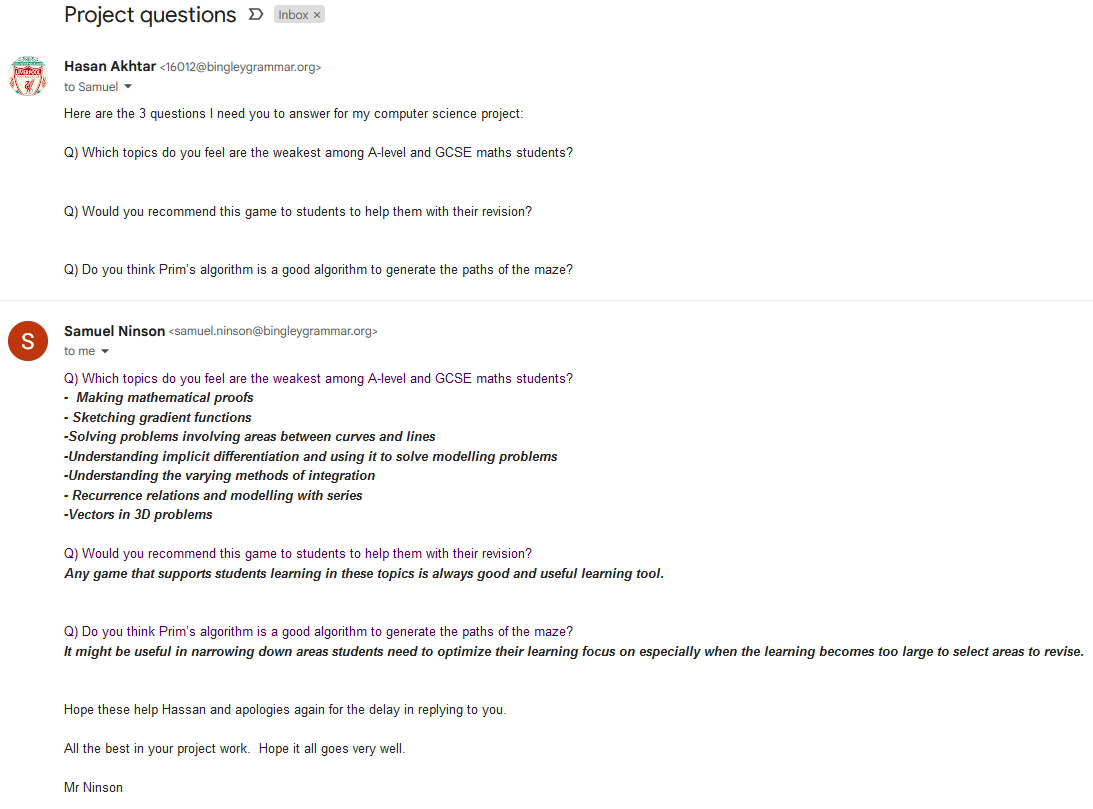 Project questions
Inbox ×
Hasan Akhtar <16012@bingleygrammar.org>
to Samuel
Here are the 3 questions I need you to answer for my computer science project:
Q) Which topics do you feel are the weakest among A-level and GCSE maths students?
Q) Would you recommend this game to students to help them with their revision?
Q) Do you think Prim's algorithm is a good algorithm to generate the paths of the maze?
S
Samuel Ninson <samuel.ninson@bingleygrammar.org>
to me
Q) Which topics do you feel are the weakest among A-level and GCSE maths students?
- Making mathematical proofs
- Sketching gradient functions
-Solving problems involving areas between curves and lines
-Understanding implicit differentiation and using it to solve modelling problems
-Understanding the varying methods of integration
- Recurrence relations and modelling with series
-Vectors in 3D problems
Q) Would you recommend this game to students to help them with their revision?
Any game that supports students learning in these topics is always good and useful learning tool.
Q) Do you think Prim's algorithm is a good algorithm to generate the paths of the maze?
It might be useful in narrowing down areas students need to optimize their learning focus on especially when the learning becomes too large to select areas to revise.
Hope these help Hassan and apologies again for the delay in replying to you.
All the best in your project work.  Hope it all goes very well.
Mr Ninson